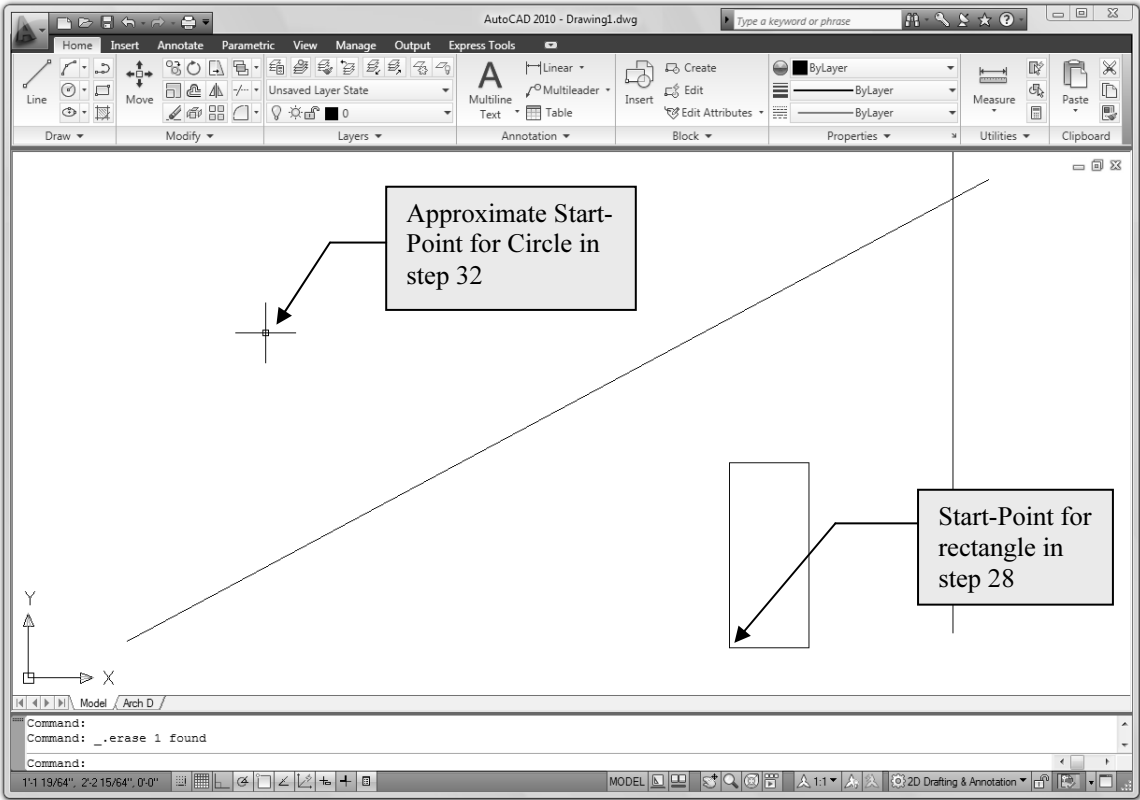 AutoCAD 2010 - Drawing1.dwg
Type a keyword or phrase
Home Insert Annotate Parametric View Manage Output Express Tools
Line
Move
Unsaved Layer State
0
A
Multiline
Text
Linear
Multileader
Table
Insert
Create
Edit
Edit Attributes
ByLayer
ByLayer
ByLayer
Measure
Paste
Draw Modify Layers Annotation Block Properties Utilities Clipboard
Approximate Start-
Point for Circle in
step 32
Start-Point for
rectangle in
step 28
Y
X
Model Arch D
Command:
Command: _.erase 1 found
Command:
1'-1 19/64", 2'-2 15/64", 0'-0" MODEL 1:1 2D Drafting & Annotation